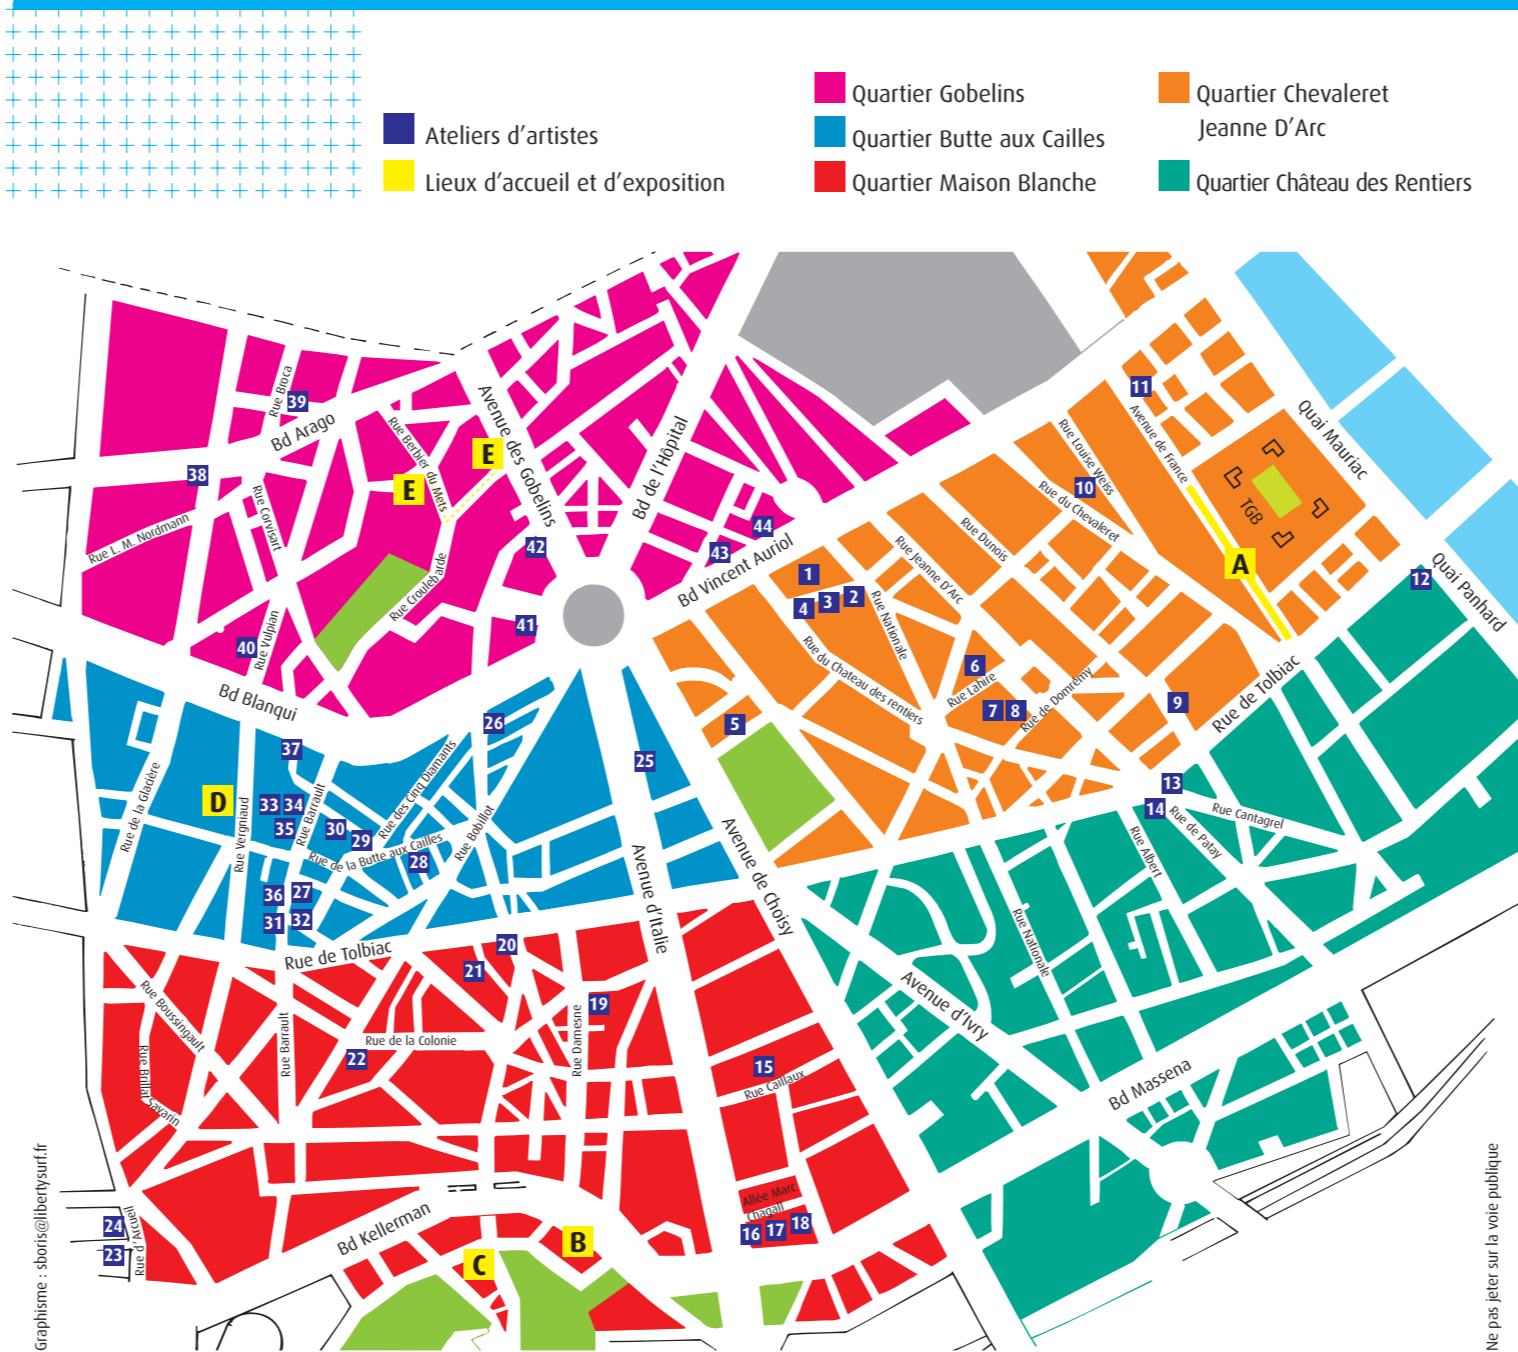 Quartier Gobelins
Quartier Chevaleret
Jeanne D'Arc
Ateliers d'artistes
Quartier Butte aux Cailles
Lieux d'accueil et d'exposition
Quartier Maison Blanche
Quartier Château des Rentiers
Rue Broca
39
Bd Arago
38
Rue L. M. Nordmann
Rue Corvisart
Rue Berbier du Mets
E
E
Avenue des Gobelins
Bd de l'Hôpital
42
Rue Croulebarde
41
40
Rue Vulpian
43
44
Bd Vincent Auriol
11
Avenue de France
Quai Mauriac
Rue Louise Weiss
10
Rue du Chevaleret
TGB
A
Rue Dunois
Rue Jeanne D'Arc
Rue Nationale
1
2
3
4
12
Quai Panhard
Rue du Chateau des rentiers
6
Rue Lahire
7
8
Rue de Domrémy
9
5
Rue de Tolbiac
Bd Blanqui
37
26
25
Rue de la Glacière
D
Rue Vergniaud
33
34
35
Rue Barrault
30
29
Rue des Cinq Diamants
Rue de la Butte aux Cailles
28
Rue Bobillot
36
27
31
32
Rue de Tolbiac
Avenue d'Italie
Avenue de Choisy
13
14
Rue Cantagrel
Rue de Patay
Rue Albert
Rue Nationale
Avenue d'Ivry
Bd Massena
20
21
19
Rue Damesne
Rue Boussingault
Rue Brillat Savarin
Rue Barrault
Rue de la Colonie
22
15
Rue Caillaux
Allée Marc
Chagall
16
17
18
24
23
Rue d'Arcueil
Bd Kellerman
C
B
Graphisme : sboris@libertysurf.fr
Ne pas jeter sur la voie publique